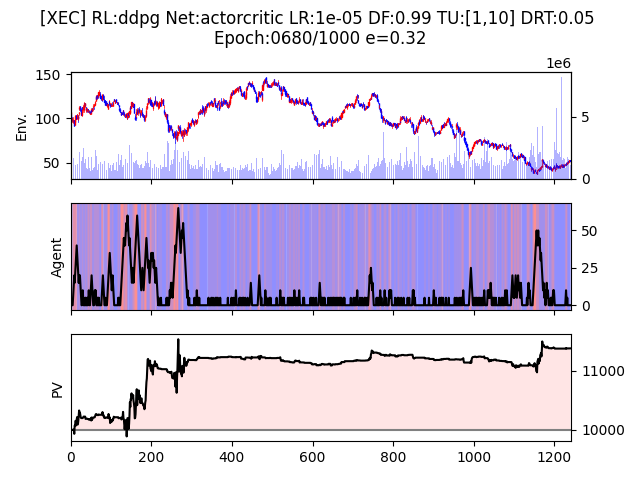 [XEC] RL:ddpg Net:actorcritic LR:1e-05 DF:0.99 TU:[1,10] DRT:0.05
Epoch:0680/1000 e=0.32
1e6
150
100
50
Env.
5
0
Agent
50
25
0
PV
11000
10000
0 200 400 600 800 1000 1200